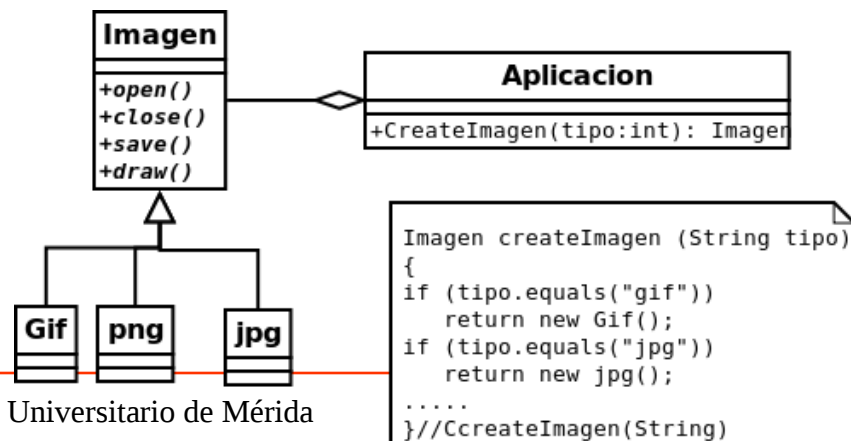 Imagen
+open()
+close()
+save()
+draw()
Aplicacion
+CreateImagen(tipo:int): Imagen
Gif
png
jpg
Imagen createImagen (String tipo)
{
if (tipo.equals("gif"))
return new Gif();
if (tipo.equals("jpg"))
return new jpg();
.....
}//CcreateImagen(String)
Universitario de Mérida